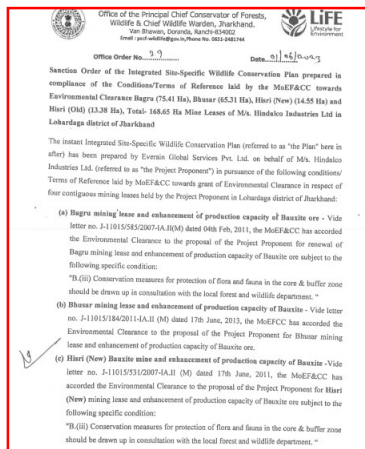 Office of the Principal Chief Conservator of Forests,
Wildlife & Chief Wildlife Warden, Jharkhand.
Van Bhawan, Doranda, Ranchi-834002
Email : pccf-wildlife@gov.in,Phone No. 0651-2481744
LiFE
Lifestyle for
Environment
Office Order No. 29 Date 01/06/2023
Sanction Order of the Integrated Site-Specific Wildlife Conservation Plan prepared in
compliance of the Conditions/Terms of Reference laid by the MoEF&CC towards
Environmental Clearance Bagru (75.41 Ha), Bhusar (65.31 Ha), Hisri (New) (14.55 Ha) and
Hisri (Old) (13.38 Ha), Total- 168.65 Ha Mine Leases of M/s. Hindalco Industries Ltd in
Lohardaga district of Jharkhand
The instant Integrated Site-Specific Wildlife Conservation Plan (referred to as "the Plan" here in
after) has been prepared by Everain Global Services Pvt. Ltd. on behalf of M/s. Hindalco
Industries Ltd. (referred to as "the Project Proponent") in pursuance of the following conditions/
Terms of Reference laid by MoEF&CC towards grant of Environmental Clearance in respect of
four contiguous mining leases held by the Project Proponent in Lohardaga district of Jharkhand:
(a) Bagru mining lease and enhancement of production capacity of Bauxite ore - Vide
letter no. J-11015/585/2007-IA.II(M) dated 04th Feb, 2011, the MoEF&CC has accorded
the Environmental Clearance to the proposal of the Project Proponent for renewal of
Bagru mining lease and enhancement of production capacity of Bauxite ore subject to the
following specific condition:
"B.(iii) Conservation measures for protection of flora and fauna in the core & buffer zone
should be drawn up in consultation with the local forest and wildlife department. "
(b) Bhusar mining lease and enhancement of production capacity of Bauxite - Vide letter
no. J-11015/184/2011-IA.II (M) dated 17th June, 2013, the MoEFCC has accorded the
Environmental Clearance to the proposal of the Project Proponent for Bhusar mining
lease and enhancement of production capacity of Bauxite ore.
(c) Hisri (New) Bauxite mine and enhancement of production capacity of Bauxite -Vide
letter no. J-11015/531/2007-IA.II (M) dated 17th June, 2011, the MoEF&CC has
accorded the Environmental Clearance to the proposal of the Project Proponent for Hisri
(New) mining lease and enhancement of production capacity of Bauxite ore subject to the
following specific condition:
"B.(iii) Conservation measures for protection of flora and fauna in the core & buffer zone
should be drawn up in consultation with the local forest and wildlife department. "